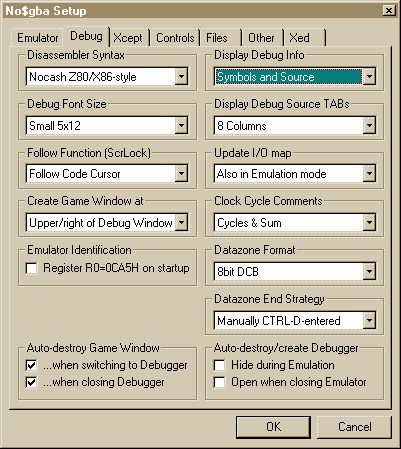 No$gba Setup
Emulator Debug Xcept Controls Files Other Xed
Disassembler Syntax
Nocash Z80/X86-style
Debug Font Size
Small 5x12
Follow Function (ScrLock)
Follow Code Cursor
Create Game Window at
Upper/right of Debug Window
Emulator Identification
Register R0=0CA5H on startup
Auto-destroy Game Window
...when switching to Debugger
...when closing Debugger
Display Debug Info
Symbols and Source
Display Debug Source TABs
8 Columns
Update I/O map
Also in Emulation mode
Clock Cycle Comments
Cycles & Sum
Datazone Format
8bit DCB
Datazone End Strategy
Manually CTRL-D-entered
Auto-destroy/create Debugger
Hide during Emulation
Open when closing Emulator
OK Cancel